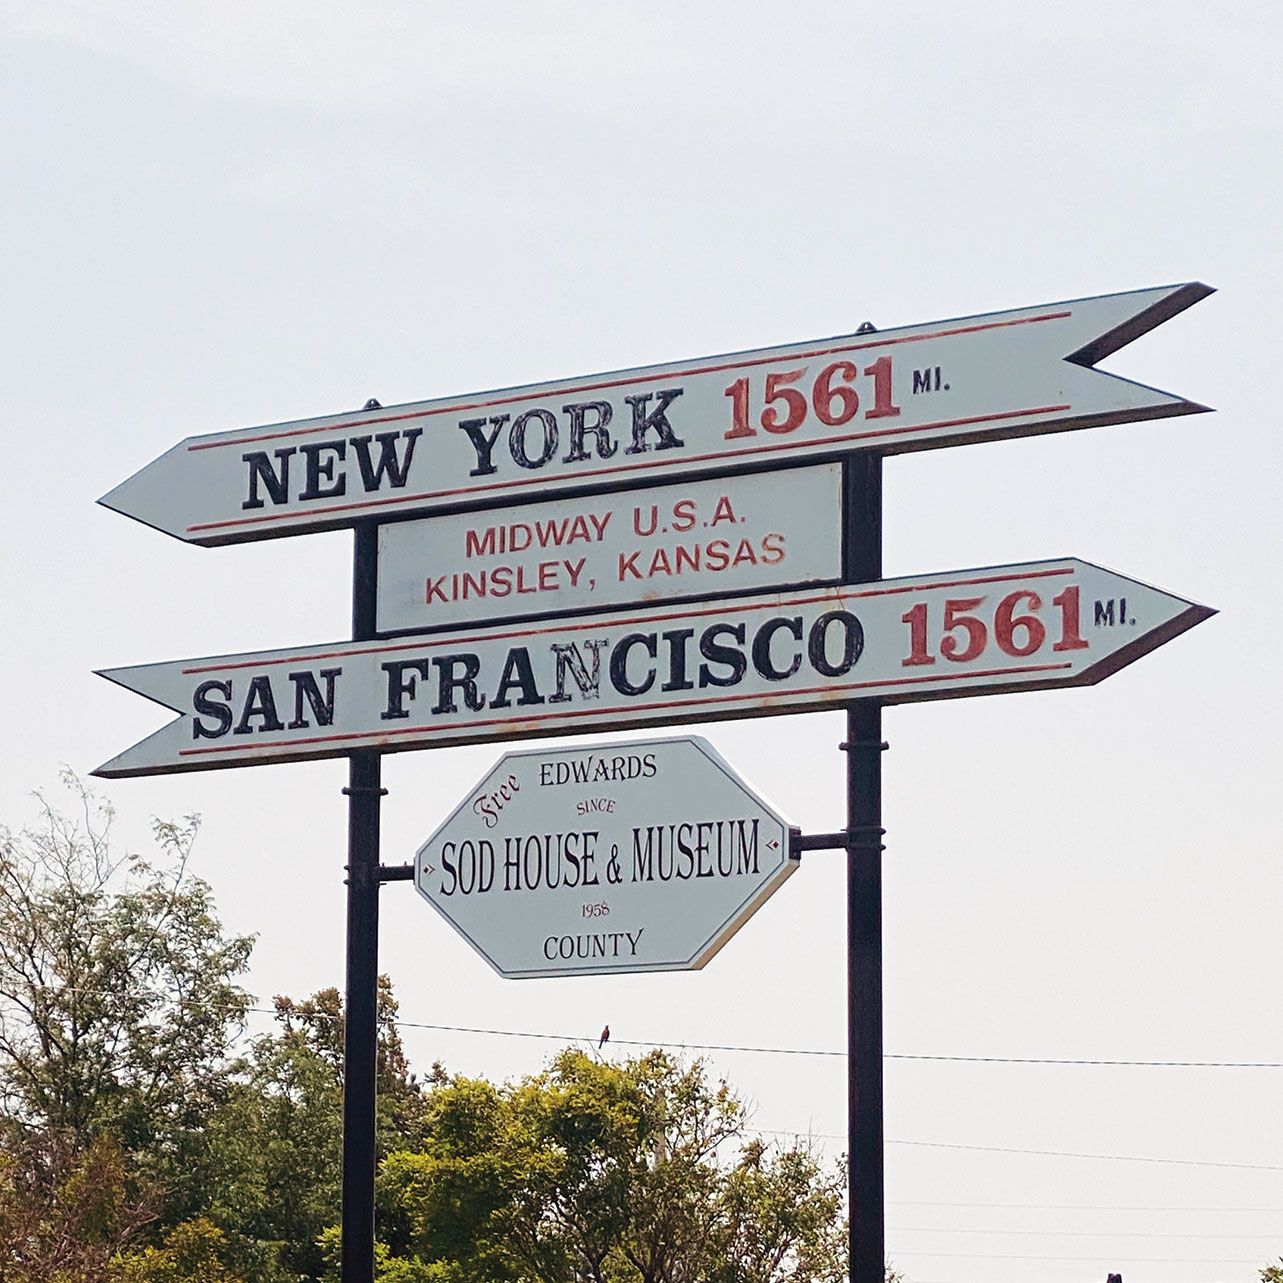 NEW YORK 1561 MI.
MIDWAY U.S.A.
KINSLEY, KANSAS
SAN FRANCISCO 1561 MI.
Free EDWARDS
SINCE
SOD HOUSE & MUSEUM
1958
COUNTY